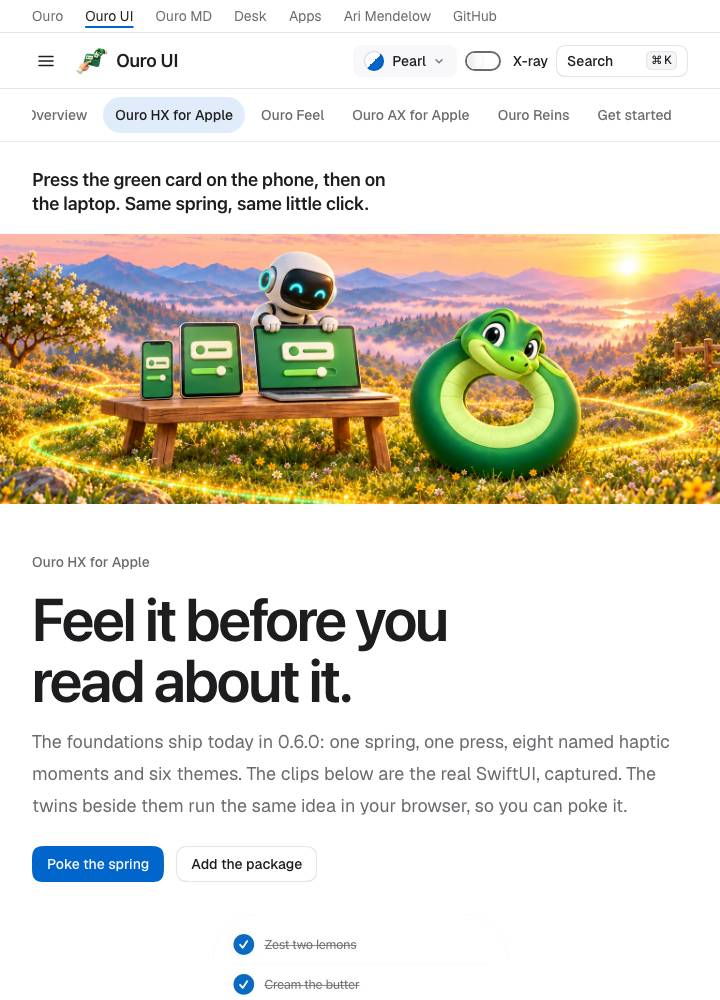 Ouro Ouro UI Ouro MD Desk Apps Ari Mendelow GitHub
Ouro UI Pearl X-ray Search ⌘ K
Overview Ouro HX for Apple Ouro Feel Ouro AX for Apple Ouro Reins Get started
Press the green card on the phone, then on
the laptop. Same spring, same little click.
Ouro HX for Apple
Feel it before you
read about it.
The foundations ship today in 0.6.0: one spring, one press, eight named haptic
moments and six themes. The clips below are the real SwiftUI, captured. The
twins beside them run the same idea in your browser, so you can poke it.
Poke the spring Add the package
Zest two lemons
Cream the butter